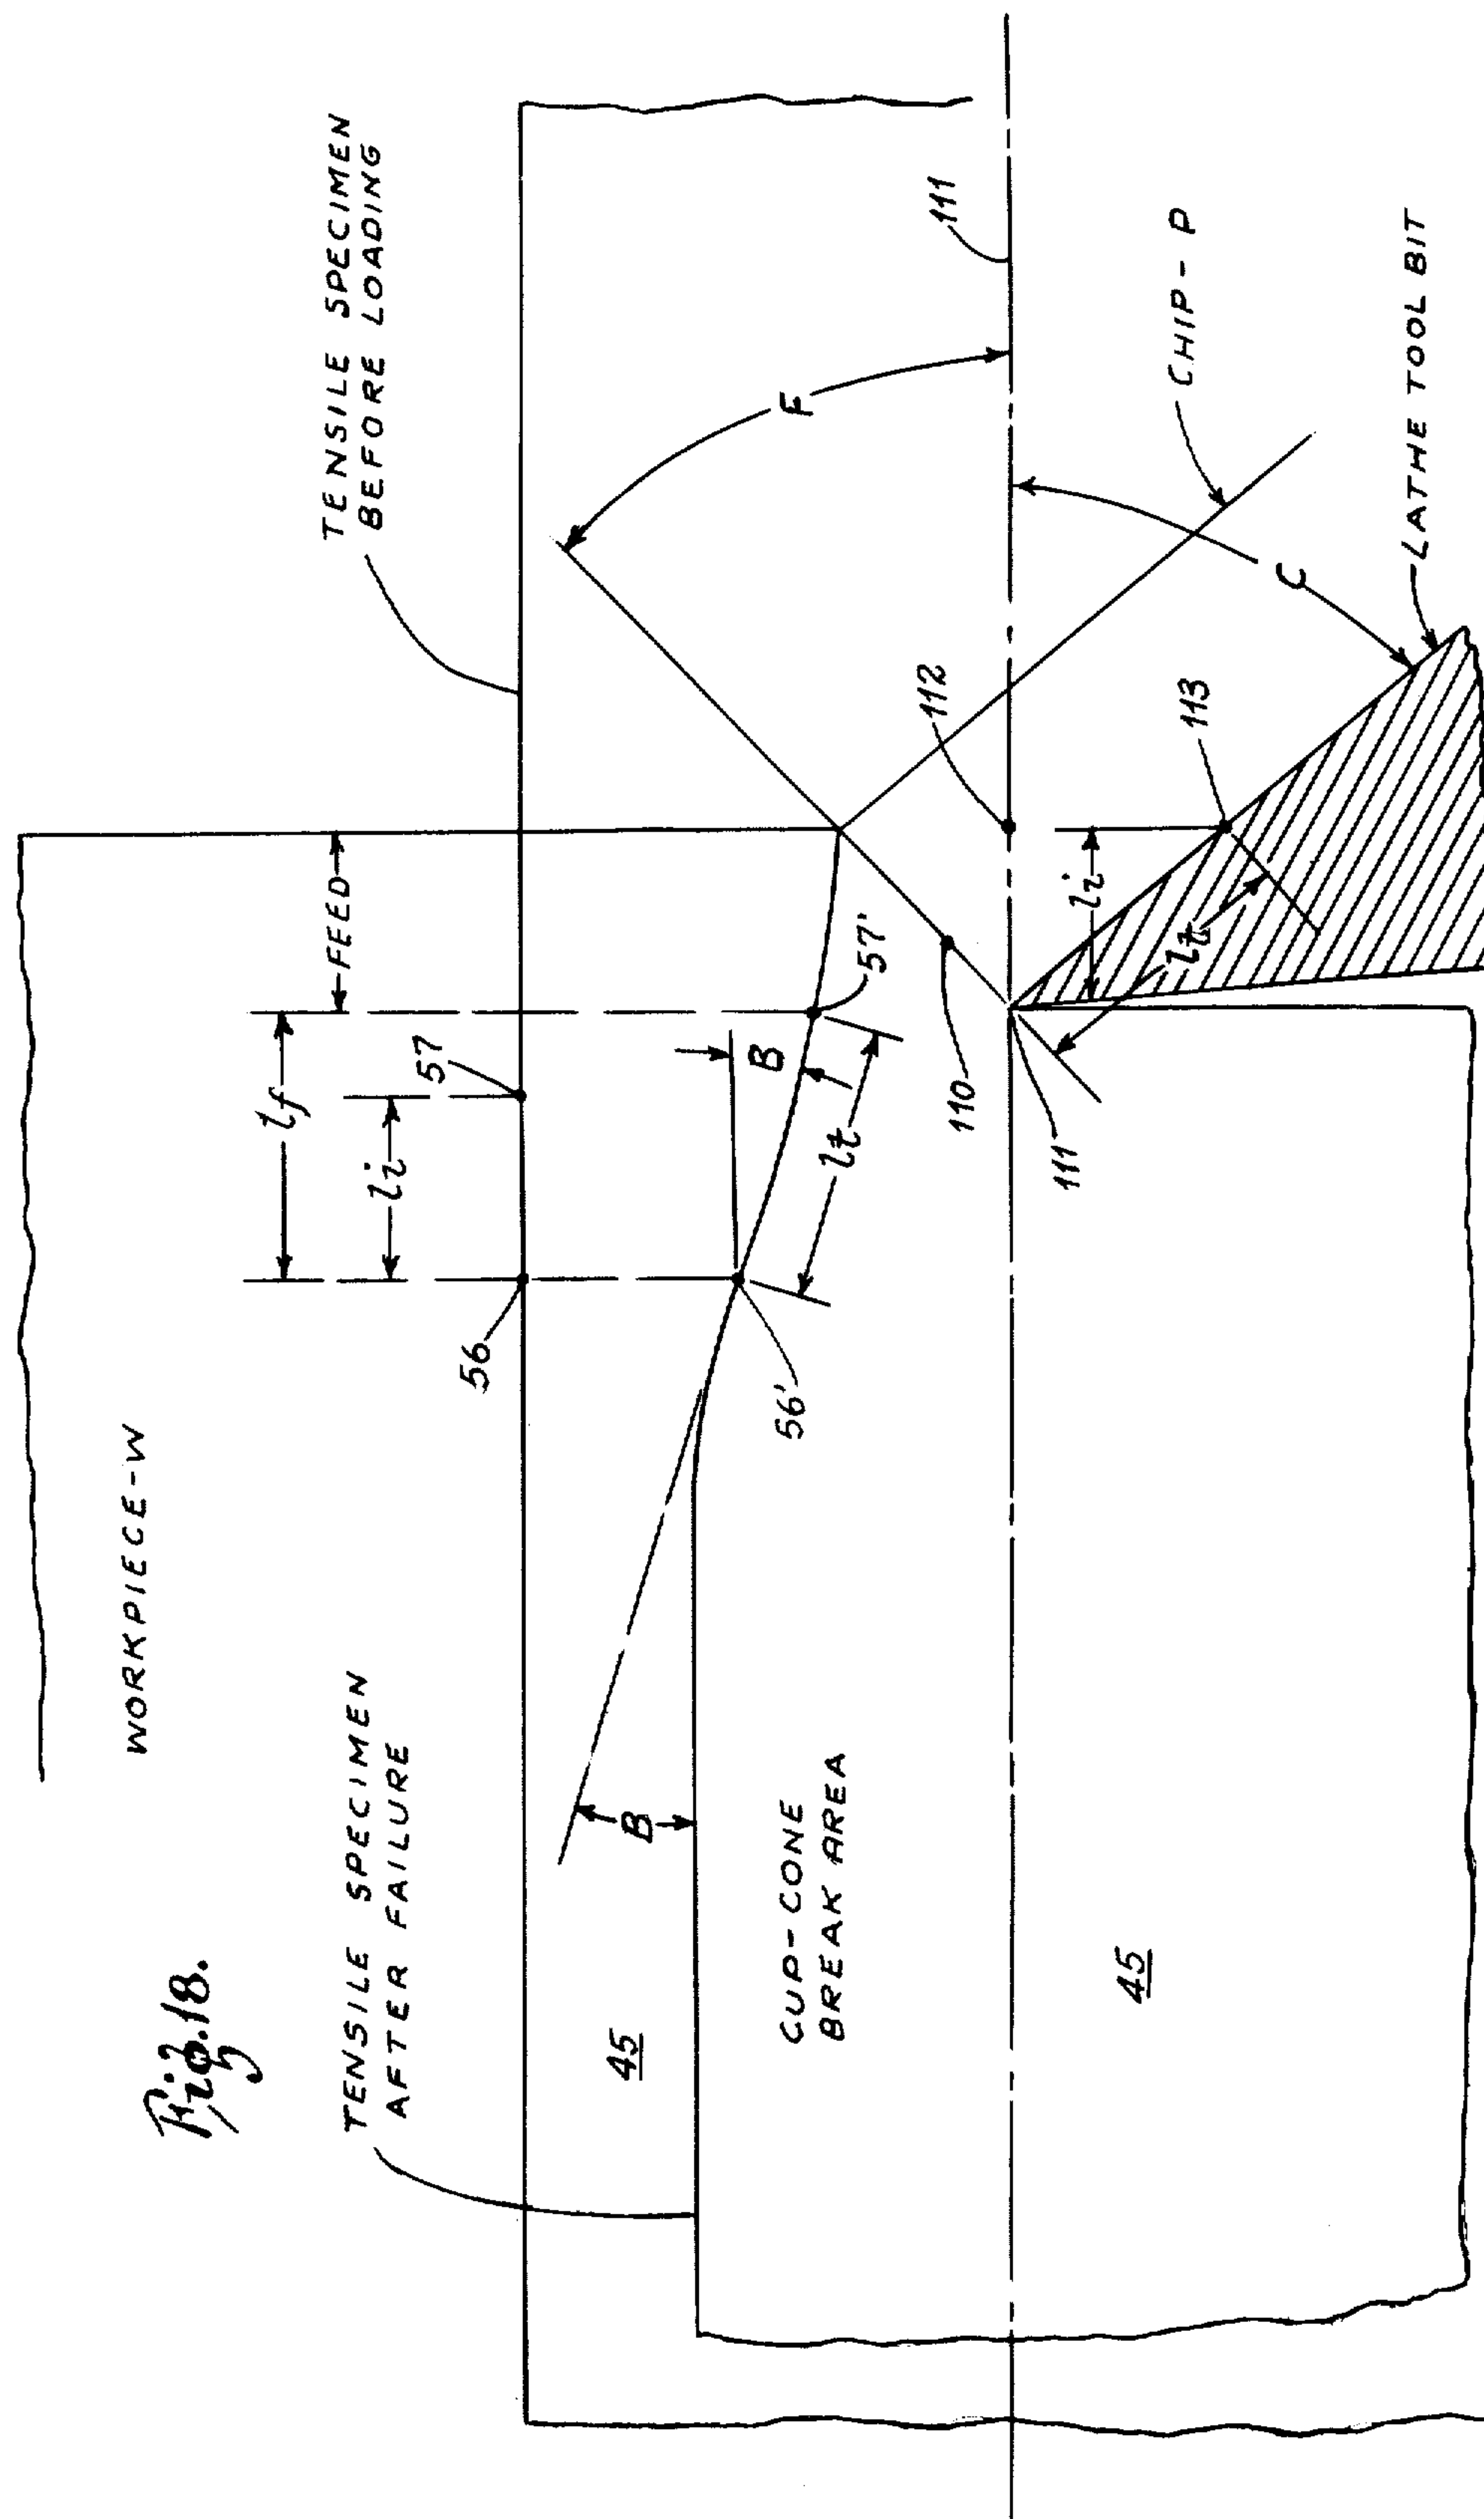 Fig.18.
WORKPIECE-W
TENSILE SPECIMEN
AFTER FAILURE
TENSILE SPECIMEN
BEFORE LOADING
FEED
lf
li
57
56
B
45
CUP-CONE
BREAK AREA
56'
57'
B
lt
110
111
F
111
112
45
CHIP-P
C
113
li
lt
LATHE TOOL BIT